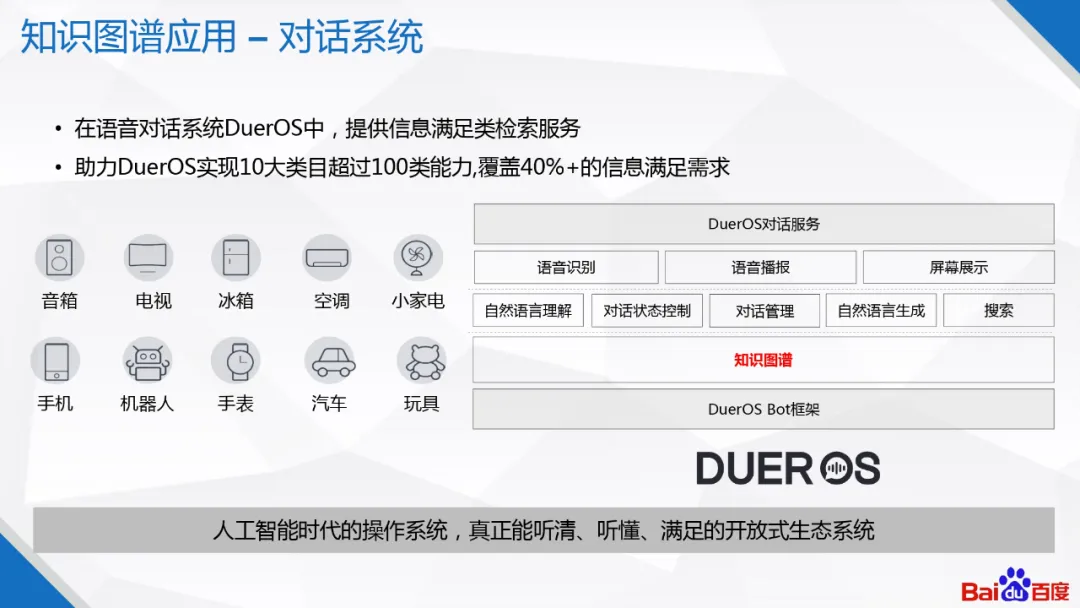 知识图谱应用 – 对话系统
• 在语音对话系统DuerOS中，提供信息满足类检索服务
• 助力DuerOS实现10大类目超过100类能力,覆盖40%+的信息满足需求
音箱 电视 冰箱 空调 小家电
手机 机器人 手表 汽车 玩具
DuerOS对话服务
语音识别 语音播报 屏幕展示
自然语言理解 对话状态控制 对话管理 自然语言生成 搜索
知识图谱
DuerOS Bot框架
DUEROS
人工智能时代的操作系统，真正能听清、听懂、满足的开放式生态系统
Baidu百度